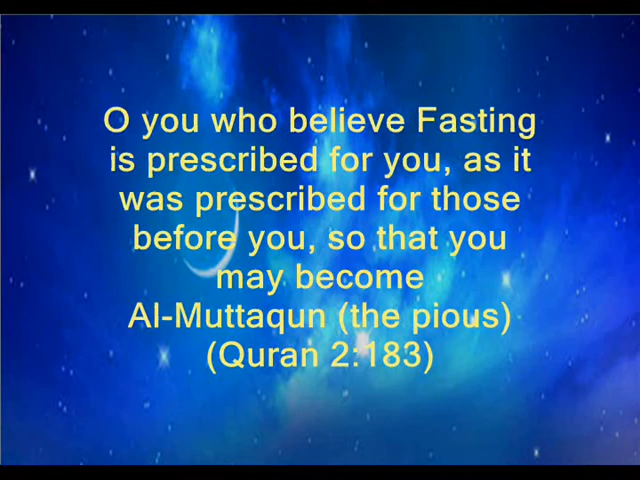 O you who believe Fasting
is prescribed for you, as it
was prescribed for those
before you, so that you
may become
Al-Muttaqun (the pious)
(Quran 2:183)